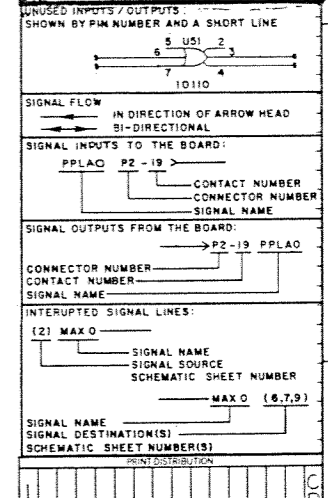 UNUSED INPUTS / OUTPUTS:
SHOWN BY PIN NUMBER AND A SHORT LINE
5 U51 2
6 3
7 4
10110
SIGNAL FLOW
IN DIRECTION OF ARROW HEAD
BI-DIRECTIONAL
SIGNAL INPUTS TO THE BOARD:
PPLAO P2 - 19
CONTACT NUMBER
CONNECTOR NUMBER
SIGNAL NAME
SIGNAL OUTPUTS FROM THE BOARD:
P2-19 PPLAO
CONNECTOR NUMBER
CONTACT NUMBER
SIGNAL NAME
INTERUPTED SIGNAL LINES:
(2) MAX O
SIGNAL NAME
SIGNAL SOURCE
SCHEMATIC SHEET NUMBER
MAX O (6,7,9)
SIGNAL NAME
SIGNAL DESTINATION(S)
SCHEMATIC SHEET NUMBER(S)
PRINT DISTRIBUTION